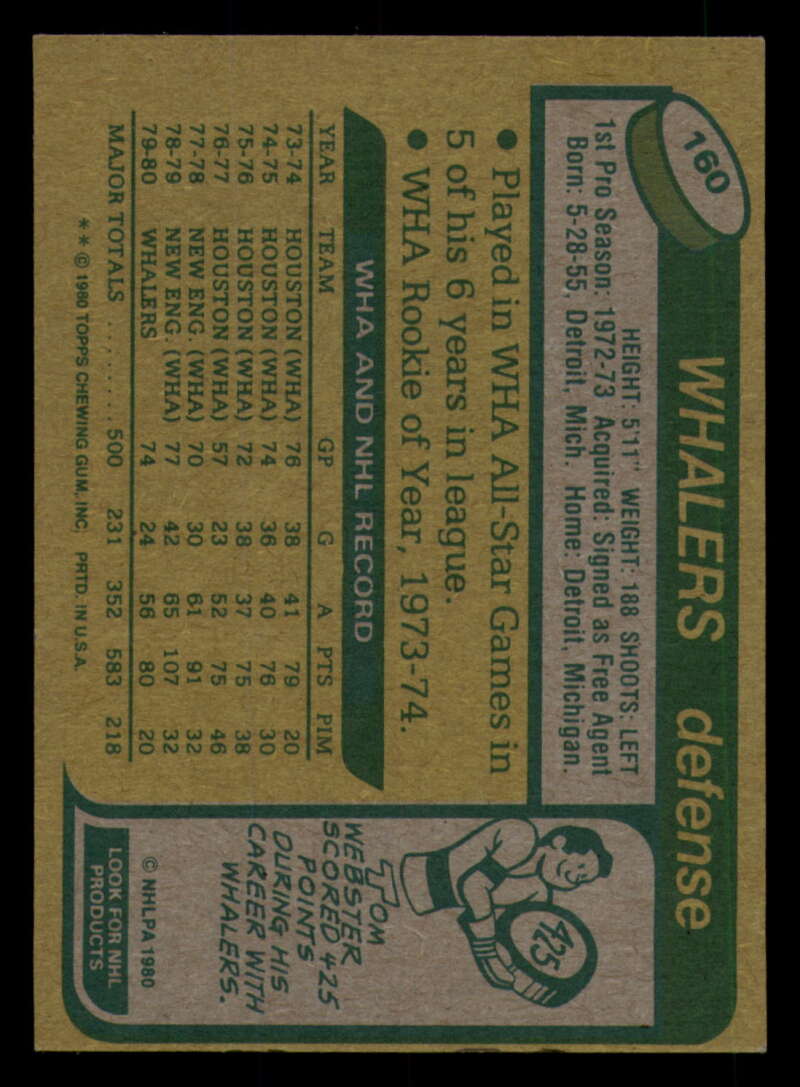 160
WHALERS defense
HEIGHT: 5'11" WEIGHT: 188 SHOOTS: LEFT
1st Pro Season: 1972-73 Acquired: Signed as Free Agent
Born: 5-28-55, Detroit, Mich. Home: Detroit, Michigan.
• Played in WHA All-Star Games in
5 of his 6 years in league.
• WHA Rookie of Year, 1973-74.
WHA AND NHL RECORD
YEAR TEAM GP G A PTS PIM
73-74 HOUSTON (WHA) 76 38 41 79 20
74-75 HOUSTON (WHA) 74 36 40 76 30
75-76 HOUSTON (WHA) 72 38 37 75 38
76-77 HOUSTON (WHA) 57 23 52 75 46
77-78 NEW ENG. (WHA) 70 30 61 91 32
78-79 NEW ENG. (WHA) 77 42 65 107 32
79-80 WHALERS 74 24 56 80 20
MAJOR TOTALS ........ 500 231 352 583 218
* * © 1980 TOPPS CHEWING GUM, INC. PRTD. IN U.S.A.
425
TOM
WEBSTER
SCORED 425
POINTS
DURING HIS
CAREER WITH
WHALERS.
© NHLPA 1980
LOOK FOR NHL
PRODUCTS